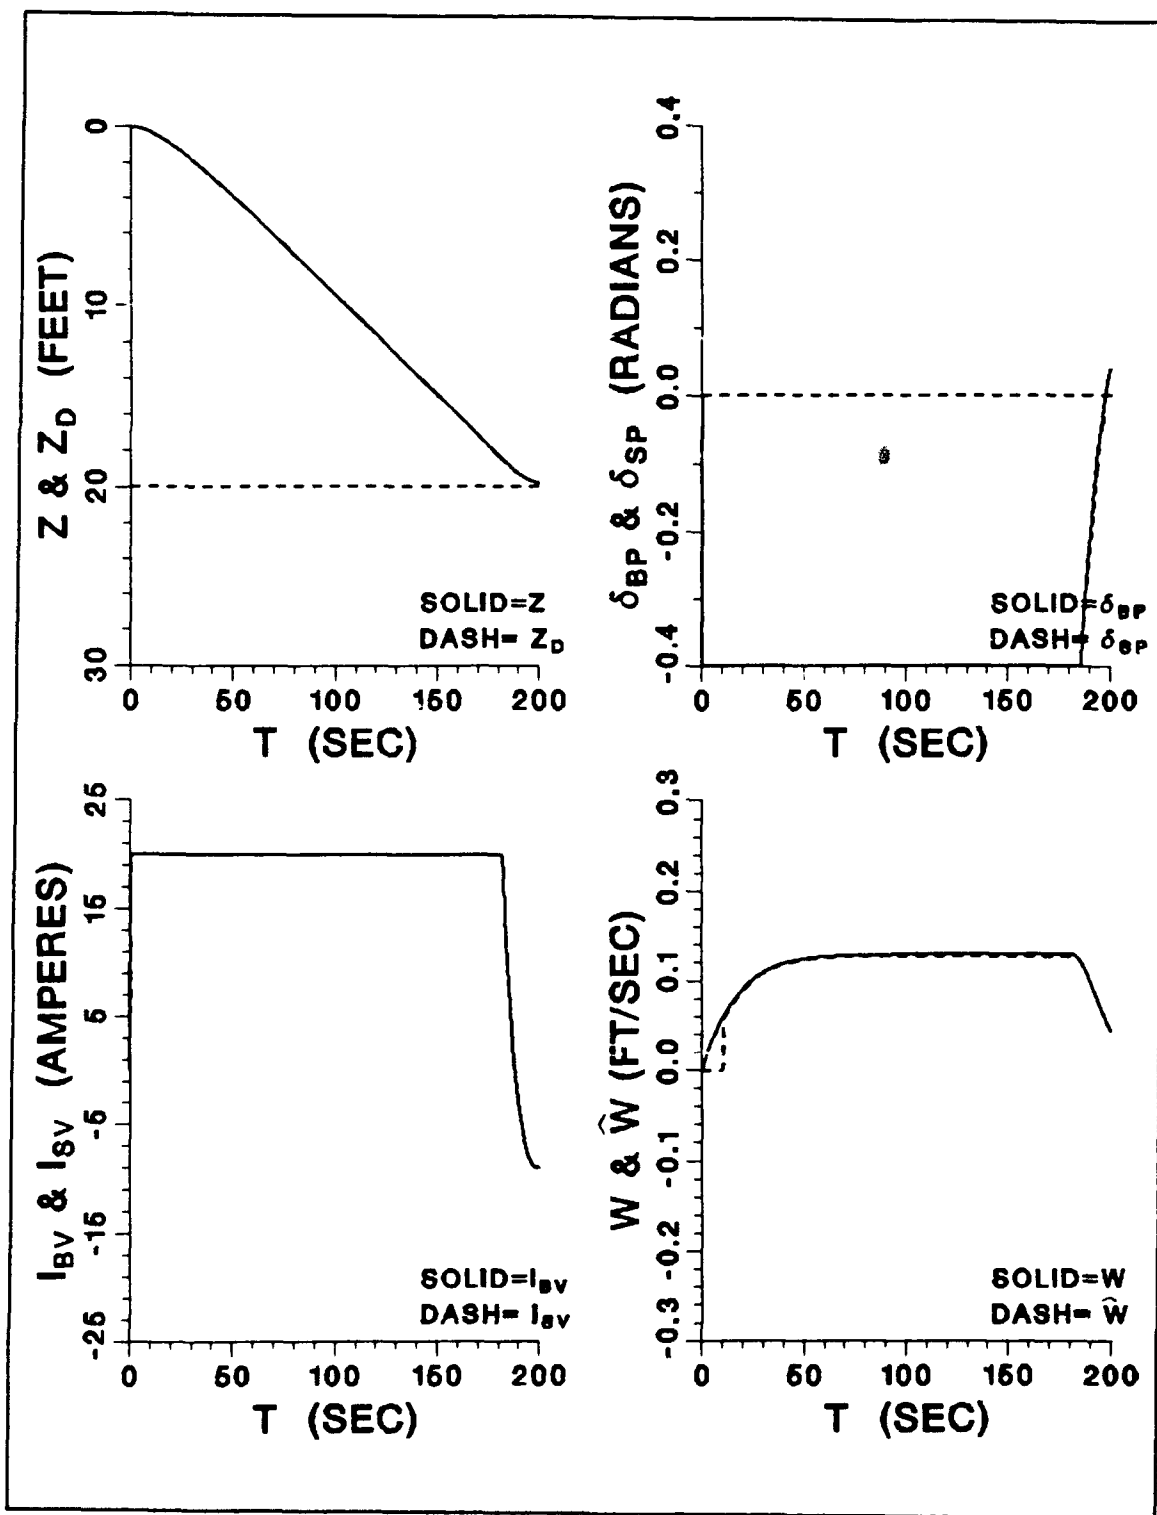 Z & Z_D (FEET)
0
10
20
30
SOLID=Z
DASH= Z_D
0 50 100 150 200
T (SEC)
δ_BP & δ_SP (RADIANS)
0.4
0.2
0.0
-0.2
-0.4
SOLID=δ_BP
DASH= δ_SP
0 50 100 150 200
T (SEC)
I_BV & I_SV (AMPERES)
25
15
5
-5
-15
-25
SOLID=I_BV
DASH= I_SV
0 50 100 150 200
T (SEC)
W & Ŵ (FT/SEC)
0.3
0.2
0.1
0.0
-0.1
-0.2
-0.3
SOLID=W
DASH= Ŵ
0 50 100 150 200
T (SEC)